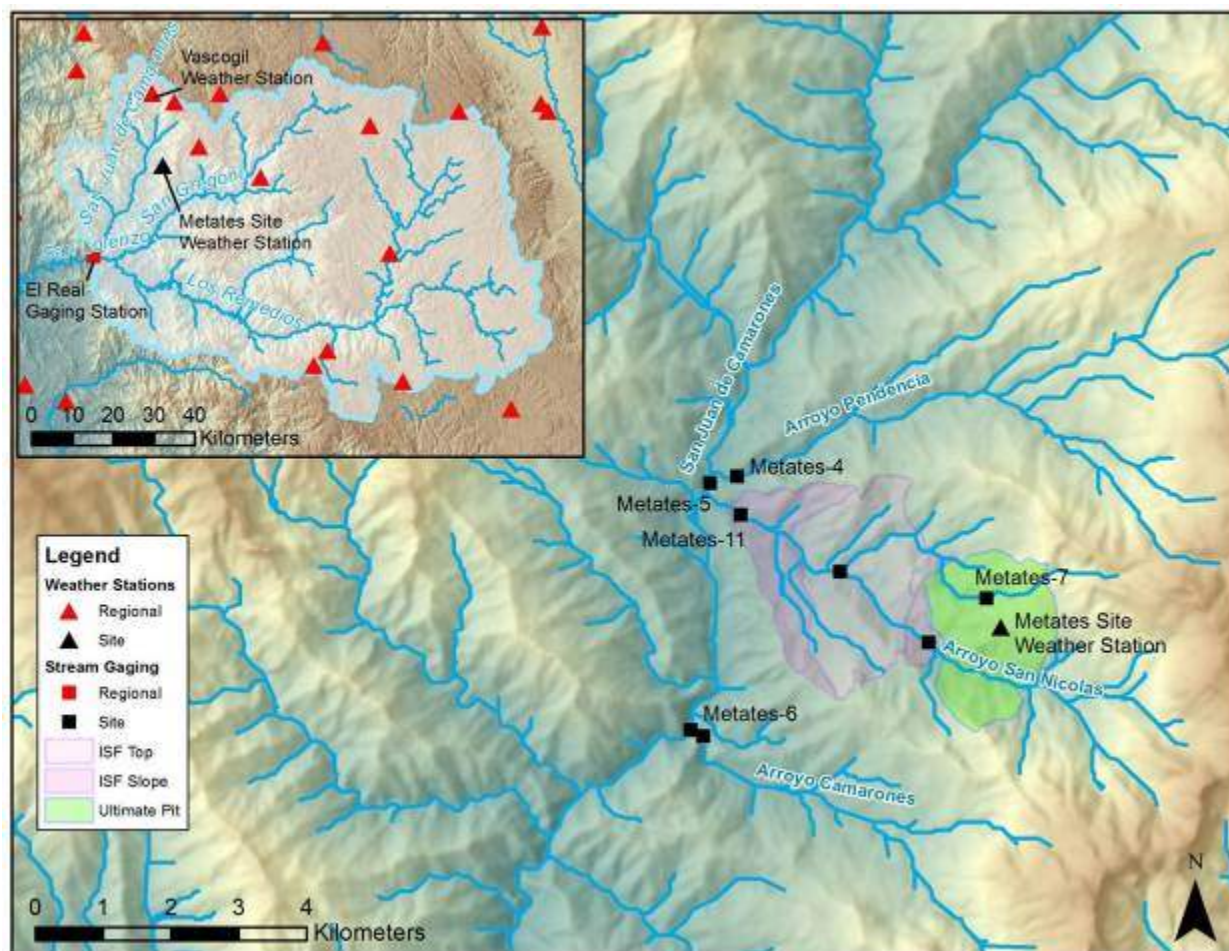 San Juan de Camarones
Vascogil
Weather Station
San Gregorio
Metates Site
Weather Station
San Lorenzo
El Real
Gaging Station
Los Remedios
0 10 20 30 40
Kilometers
San Juan de Camarones
Arroyo Pendencia
Metates-4
Metates-5
Metates-11
Metates-7
Metates Site
Weather Station
Arroyo San Nicolas
Metates-6
Arroyo Camarones
Legend
Weather Stations
Regional
Site
Stream Gaging
Regional
Site
ISF Top
ISF Slope
Ultimate Pit
0 1 2 3 4
Kilometers
N